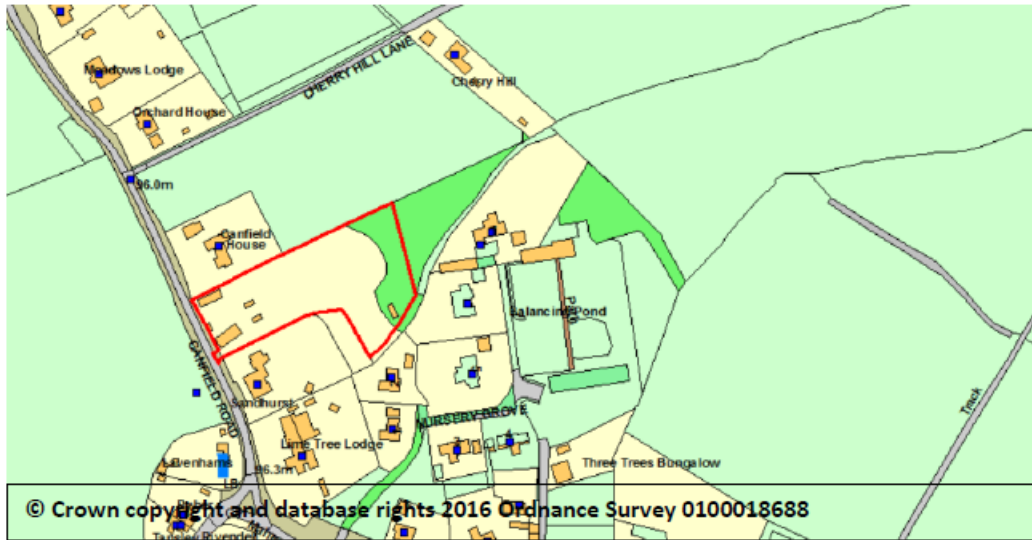 Meadows Lodge
CHERRY HILL LANE
Cherry Hill
Orchard House
96.0m
Canfield
House
Balancing Pond
CANFIELD ROAD
Sandhurst
NURSERY GROVE
Lime Tree Lodge
Track
Lavenhams
96.3m
LB
Three Trees Bungalow
© Crown copyright and database rights 2016 Ordnance Survey 0100018688
Rivendell